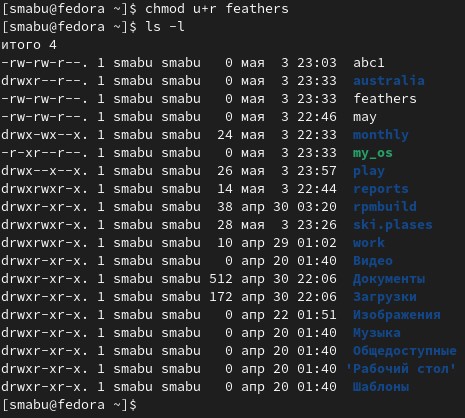 [smabu@fedora ~]$ chmod u+r feathers
[smabu@fedora ~]$ ls -l
итого 4
-rw-rw-r--. 1 smabu smabu   0 мая  3 23:03  abc1
drwxr--r--. 1 smabu smabu   0 мая  3 23:33  australia
-rw-rw-r--. 1 smabu smabu   0 мая  3 23:33  feathers
-rw-rw-r--. 1 smabu smabu   0 мая  3 22:46  may
drwx-wx--x. 1 smabu smabu  24 мая  3 22:33  monthly
-r-xr--r--. 1 smabu smabu   0 мая  3 23:33  my_os
drwx--x--x. 1 smabu smabu  26 мая  3 23:57  play
drwxrwxr-x. 1 smabu smabu  14 мая  3 22:44  reports
drwxr-xr-x. 1 smabu smabu  38 апр 30 03:20  rpmbuild
drwxrwxr-x. 1 smabu smabu  28 мая  3 23:26  ski.plases
drwxrwxr-x. 1 smabu smabu  10 апр 29 01:02  work
drwxr-xr-x. 1 smabu smabu   0 апр 20 01:40  Видео
drwxr-xr-x. 1 smabu smabu 512 апр 30 22:06  Документы
drwxr-xr-x. 1 smabu smabu 172 апр 30 22:06  Загрузки
drwxr-xr-x. 1 smabu smabu   0 апр 22 01:51  Изображения
drwxr-xr-x. 1 smabu smabu   0 апр 20 01:40  Музыка
drwxr-xr-x. 1 smabu smabu   0 апр 20 01:40  Общедоступные
drwxr-xr-x. 1 smabu smabu   0 апр 20 01:40 'Рабочий стол'
drwxr-xr-x. 1 smabu smabu   0 апр 20 01:40  Шаблоны
[smabu@fedora ~]$